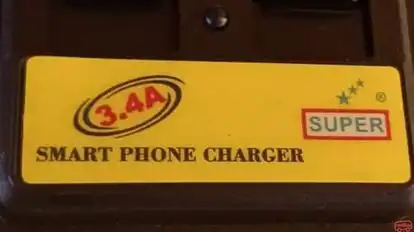 3.4A
SUPER ®
SMART PHONE CHARGER